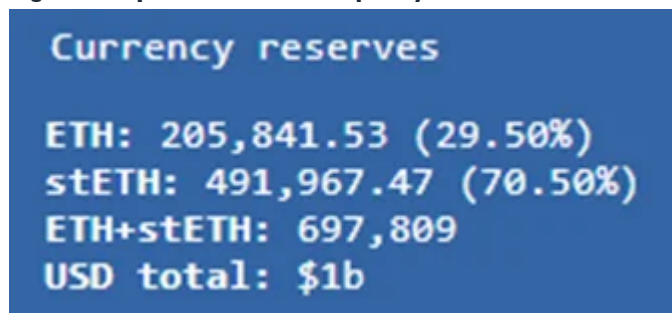 Currency reserves
ETH: 205,841.53 (29.50%)
stETH: 491,967.47 (70.50%)
ETH+stETH: 697,809
USD total: $1b